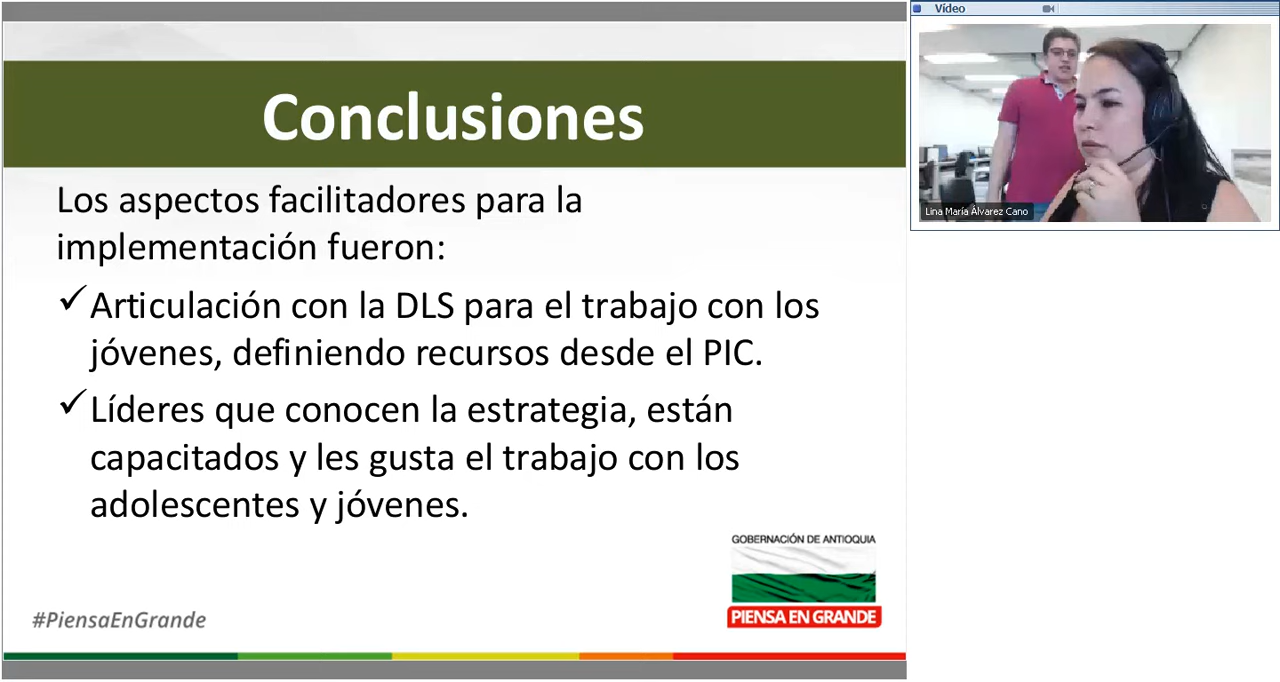 Conclusiones
Los aspectos facilitadores para la
implementación fueron:
✓Articulación con la DLS para el trabajo con los
jóvenes, definiendo recursos desde el PIC.
✓Líderes que conocen la estrategia, están
capacitados y les gusta el trabajo con los
adolescentes y jóvenes.
GOBERNACIÓN DE ANTIOQUIA
PIENSA EN GRANDE
#PiensaEnGrande
Vídeo
Lina María Álvarez Cano